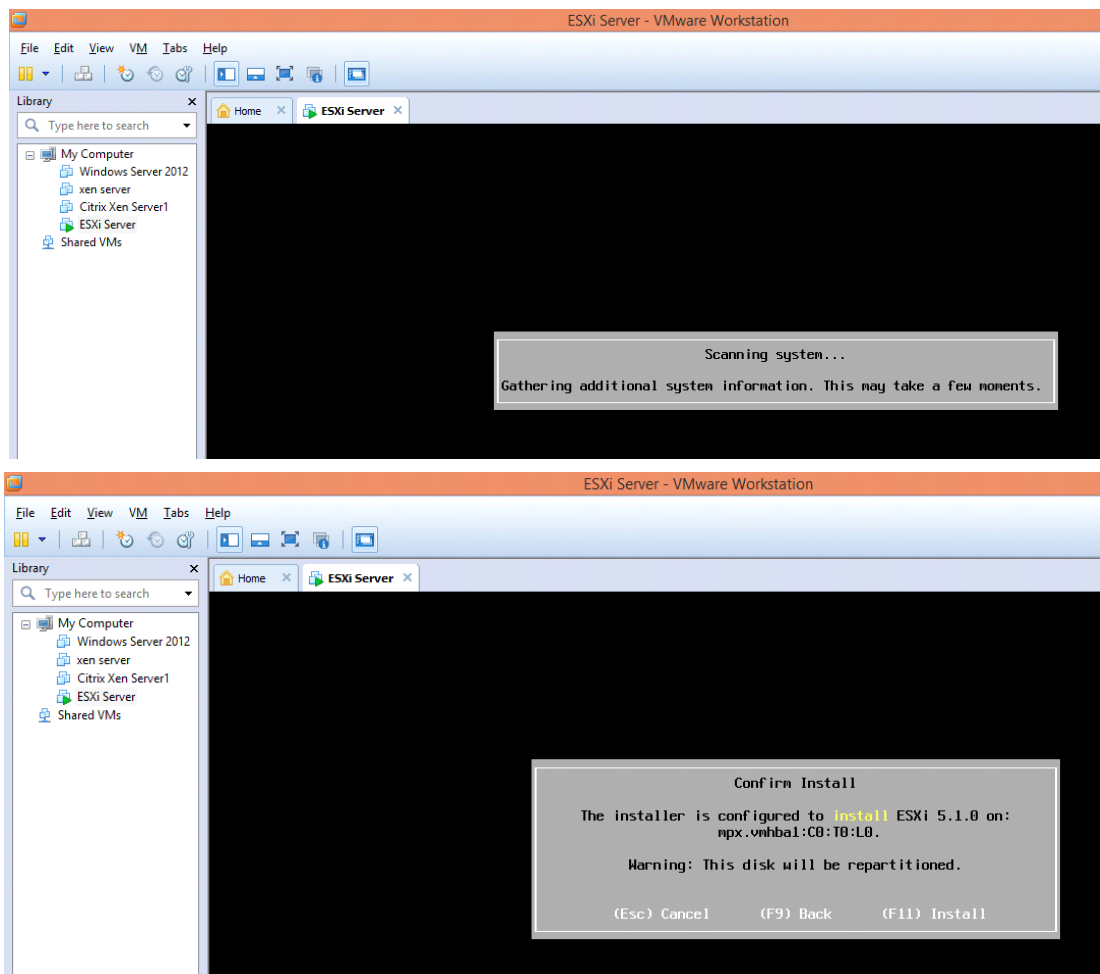 ESXi Server - VMware Workstation
File Edit View VM Tabs Help
Library
Home
ESXi Server
Type here to search
My Computer
Windows Server 2012
xen server
Citrix Xen Server1
ESXi Server
Shared VMs
Scanning system...
Gathering additional system information. This may take a few moments.
ESXi Server - VMware Workstation
File Edit View VM Tabs Help
Library
Home
ESXi Server
Type here to search
My Computer
Windows Server 2012
xen server
Citrix Xen Server1
ESXi Server
Shared VMs
Confirm Install
The installer is configured to install ESXi 5.1.0 on:
mpx.vmhba1:C0:T0:L0.
Warning: This disk will be repartitioned.
(Esc) Cancel (F9) Back (F11) Install